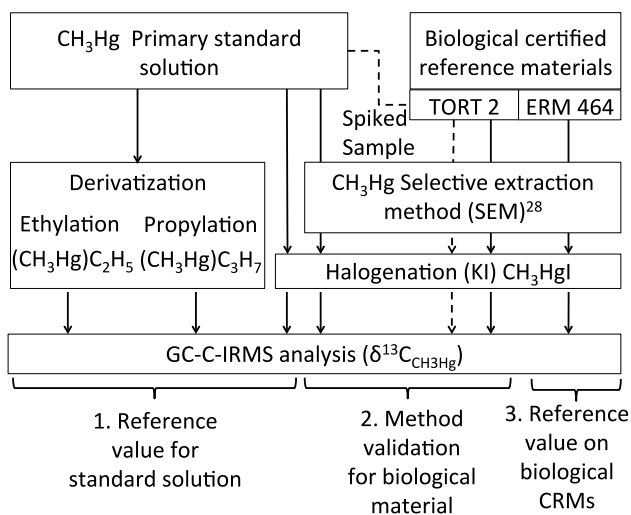 CH₃Hg Primary standard
solution
Biological certified
reference materials
TORT 2
ERM 464
Spiked
Sample
Derivatization
Ethylation Propylation
(CH₃Hg)C₂H₅ (CH₃Hg)C₃H₇
CH₃Hg Selective extraction
method (SEM)²⁸
Halogenation (KI) CH₃HgI
GC-C-IRMS analysis (δ¹³C_CH3Hg)
1. Reference
value for
standard solution
2. Method
validation
for biological
material
3. Reference
value on
biological
CRMs